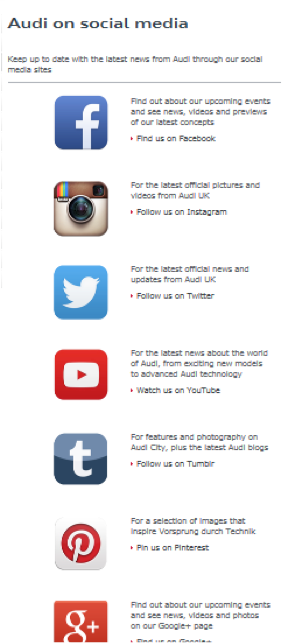 Audi on social media
Keep up to date with the latest news from Audi through our social
media sites
Find out about our upcoming events
and see news, videos and previews
of our latest concepts
Find us on Facebook
For the latest official pictures and
videos from Audi UK
Follow us on Instagram
For the latest official news and
updates from Audi UK
Follow us on Twitter
For the latest news about the world
of Audi, from exciting new models
to advanced Audi technology
Watch us on YouTube
For features and photography on
Audi City, plus the latest Audi blogs
Follow us on Tumblr
For a selection of images that
inspire Vorsprung durch Technik
Pin us on Pinterest
Find out about our upcoming events
and see news, videos and photos
on our Google+ page
Find us on Google+